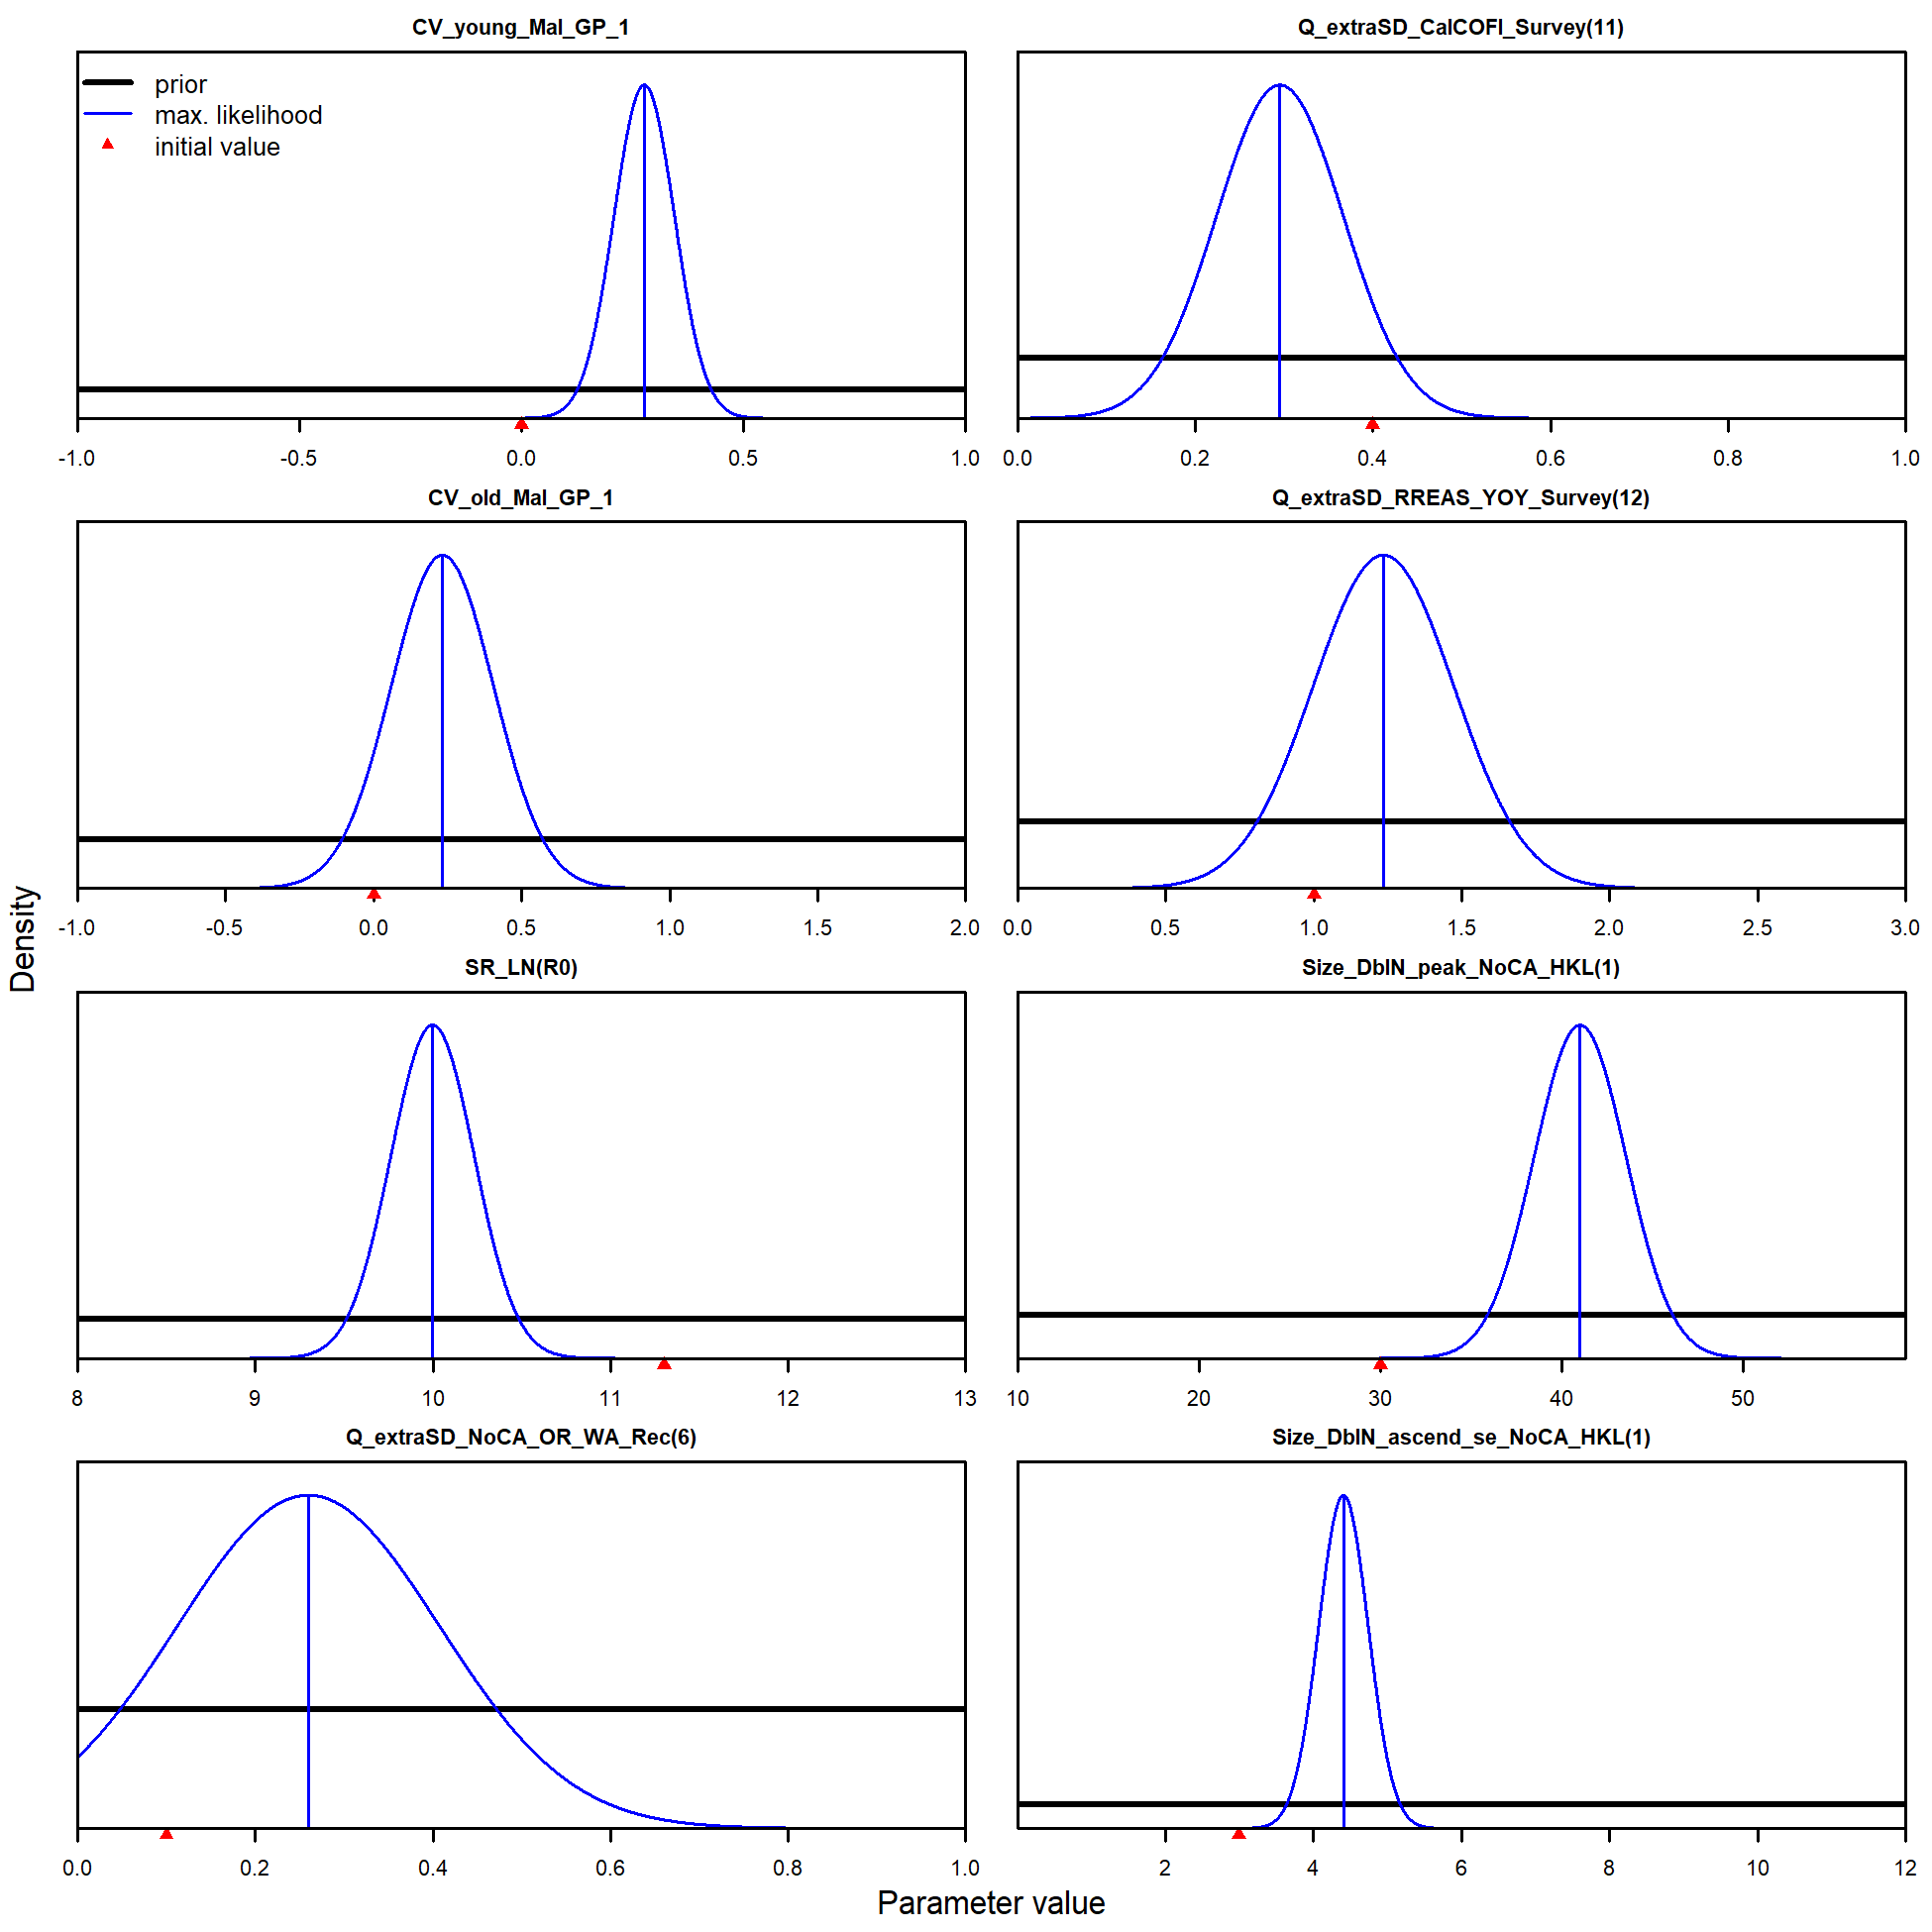 CV_young_Mal_GP_1
prior
max. likelihood
initial value
-1.0 -0.5 0.0 0.5 1.0
Q_extraSD_CalCOFI_Survey(11)
0.0 0.2 0.4 0.6 0.8 1.0
CV_old_Mal_GP_1
-1.0 -0.5 0.0 0.5 1.0 1.5 2.0
Q_extraSD_RREAS_YOY_Survey(12)
0.0 0.5 1.0 1.5 2.0 2.5 3.0
SR_LN(R0)
8 9 10 11 12 13
Size_DblN_peak_NoCA_HKL(1)
10 20 30 40 50
Q_extraSD_NoCA_OR_WA_Rec(6)
0.0 0.2 0.4 0.6 0.8 1.0
Size_DblN_ascend_se_NoCA_HKL(1)
2 4 6 8 10 12
Density
Parameter value